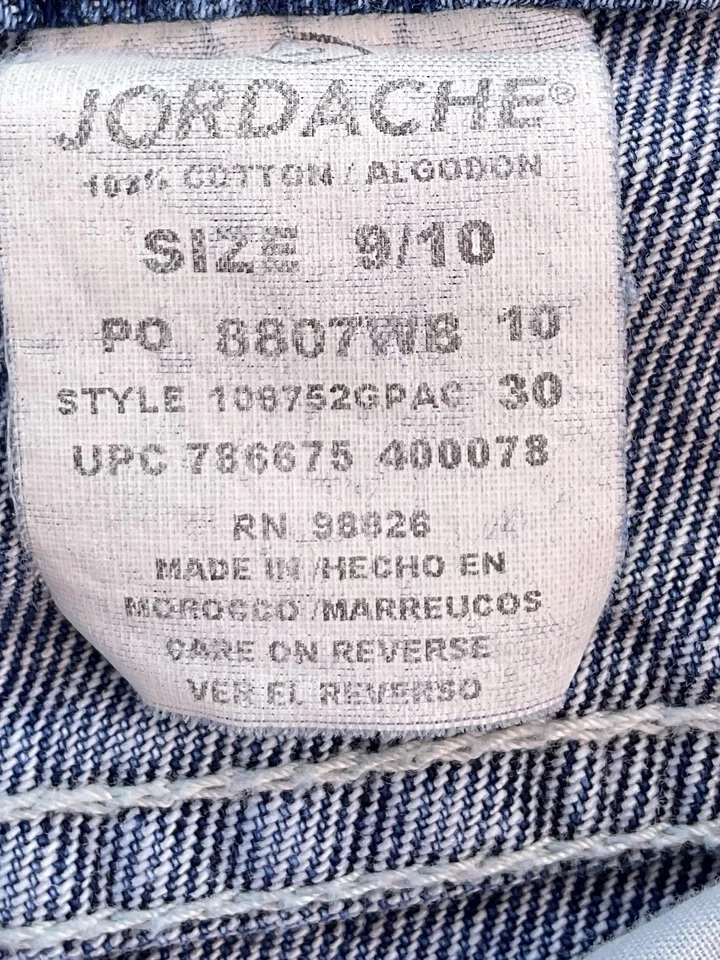 JORDACHE®
100% COTTON / ALGODON
SIZE 9/10
PO 8807WB 10
STYLE 108752GPAC 30
UPC 786675 400078
RN 98826
MADE IN /HECHO EN
MOROCCO /MARREUCOS
CARE ON REVERSE
VER EL REVERSO